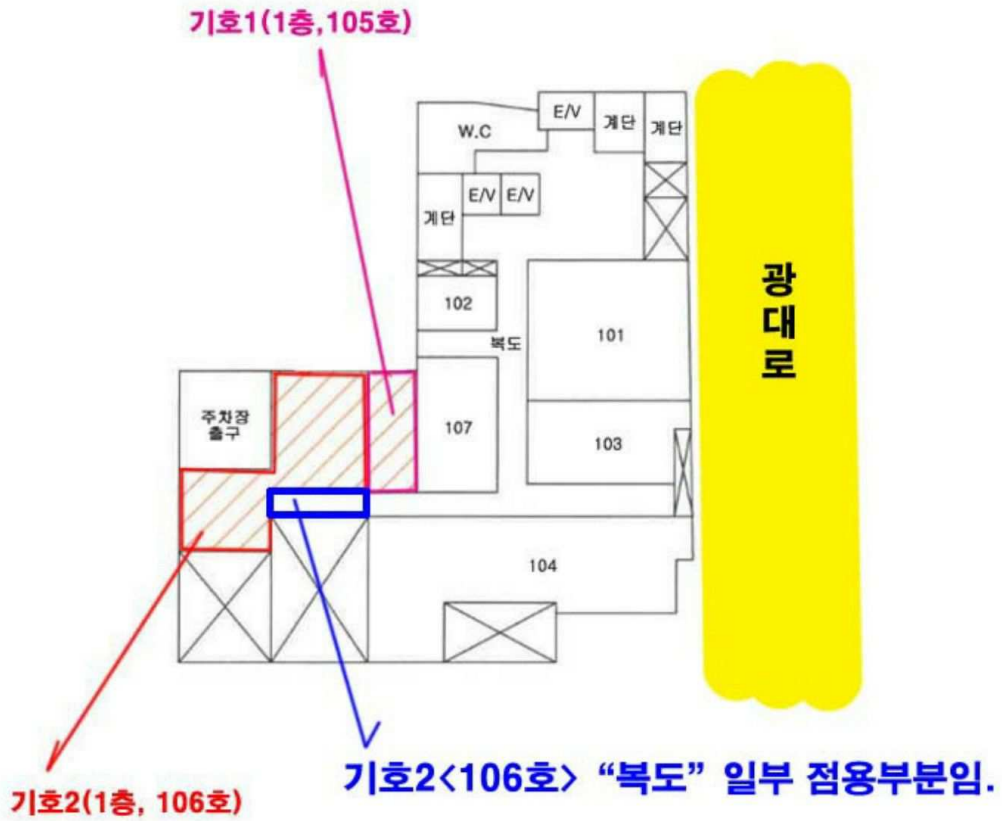 기호1(1층,105호)
E/V
계단
계단
W.C
E/V
E/V
계단
102
101
복도
광
대
로
주차장
출구
107
103
104
기호2<106호> “복도” 일부 점용부분임.
기호2(1층, 106호)